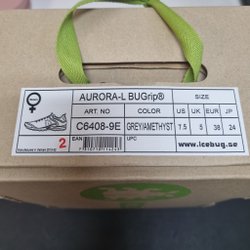 AURORA-L BUGrip®
SIZE
ART. NO
COLOR
US
UK
EUR
JP
C6408-9E
GREY/AMETHYST
7.5
5
38
24
2
EAN
UPC
www.icebug.se